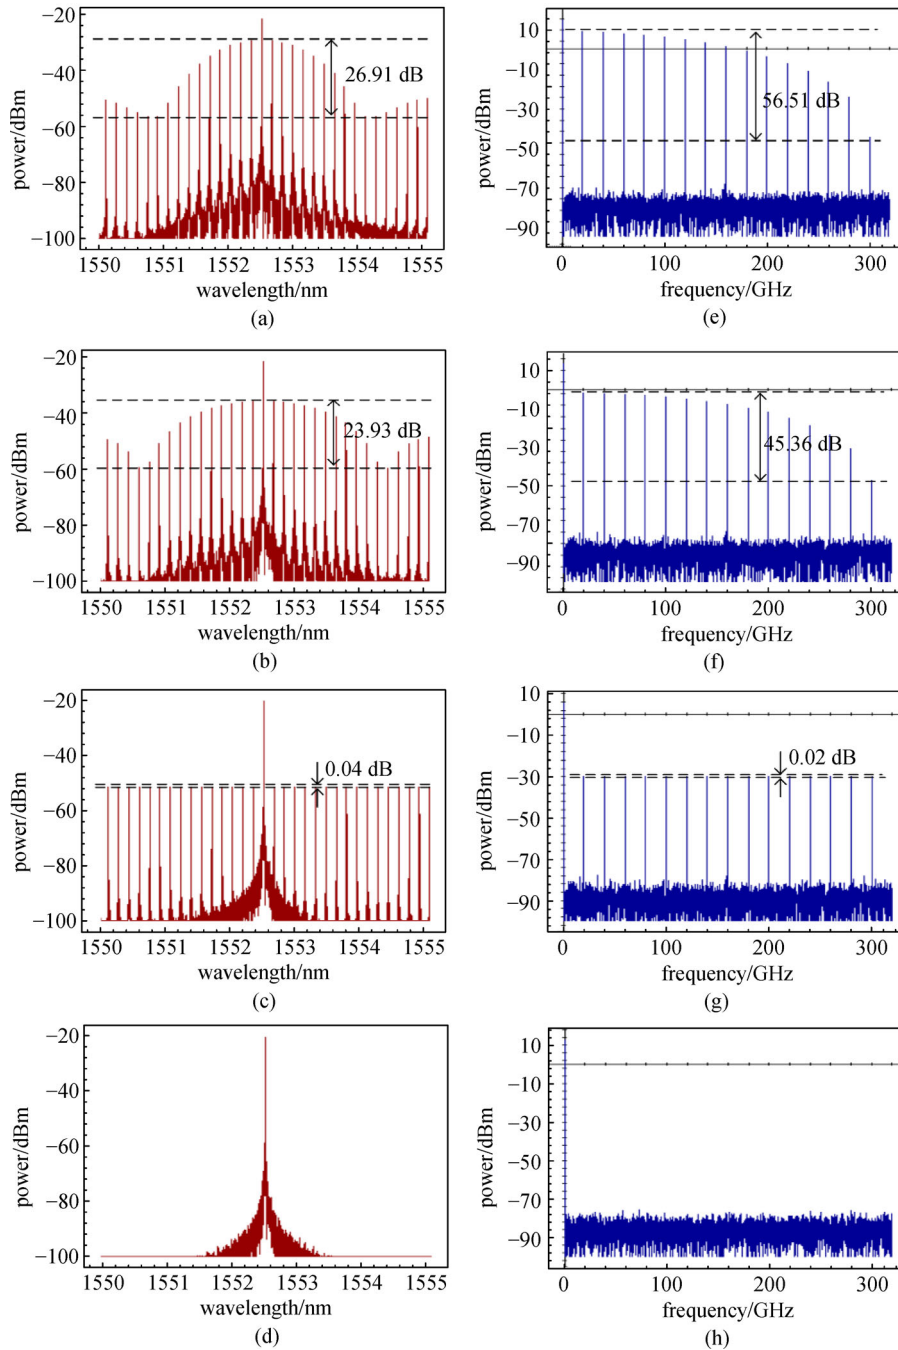 −20
−40
−60
−80
−100
power/dBm
26.91 dB
1550 1551 1552 1553 1554 1555
wavelength/nm
(a)
10
−10
−30
−50
−70
−90
power/dBm
56.51 dB
0 100 200 300
frequency/GHz
(e)
−20
−40
−60
−80
−100
power/dBm
23.93 dB
1550 1551 1552 1553 1554 1555
wavelength/nm
(b)
10
−10
−30
−50
−70
−90
power/dBm
45.36 dB
0 100 200 300
frequency/GHz
(f)
−20
−40
−60
−80
−100
power/dBm
0.04 dB
1550 1551 1552 1553 1554 1555
wavelength/nm
(c)
10
−10
−30
−50
−70
−90
power/dBm
0.02 dB
0 100 200 300
frequency/GHz
(g)
−20
−40
−60
−80
−100
power/dBm
1550 1551 1552 1553 1554 1555
wavelength/nm
(d)
10
−10
−30
−50
−70
−90
power/dBm
0 100 200 300
frequency/GHz
(h)